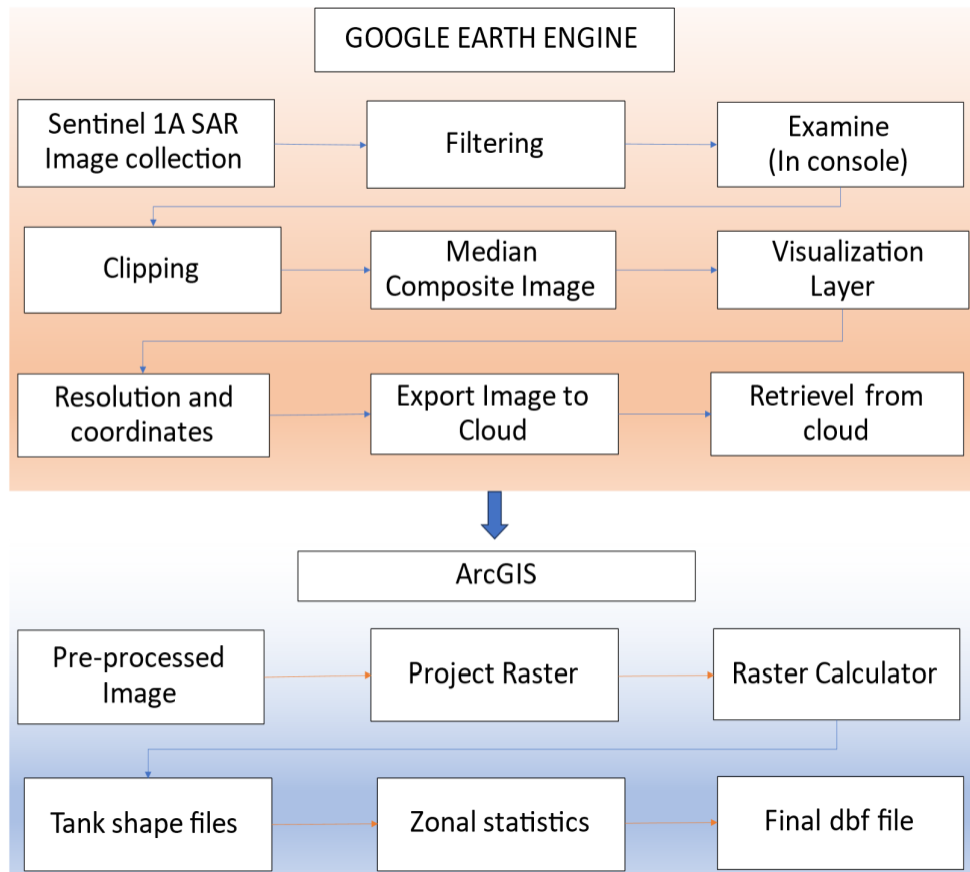 GOOGLE EARTH ENGINE
Sentinel 1A SAR
Image collection
Filtering
Examine
(In console)
Clipping
Median
Composite Image
Visualization
Layer
Resolution and
coordinates
Export Image to
Cloud
Retrievel from
cloud
ArcGIS
Pre-processed
Image
Project Raster
Raster Calculator
Tank shape files
Zonal statistics
Final dbf file